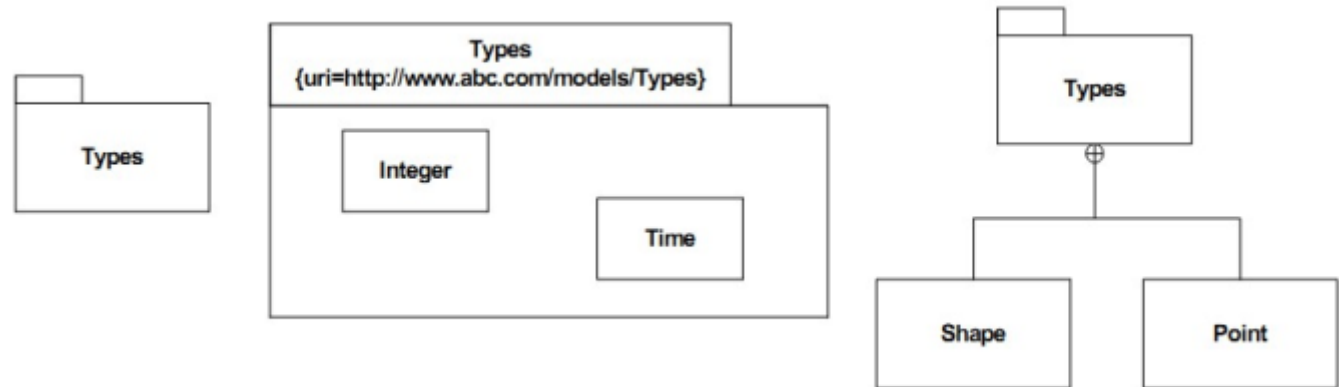 Types
Types
{uri=http://www.abc.com/models/Types}
Integer
Time
Types
Shape
Point